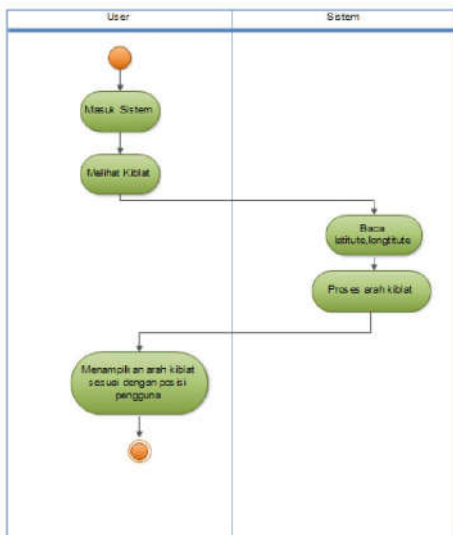 User
Sistem
Masuk Sistem
Melihat Kiblat
Baca
latitute,longtitute
Proses arah kiblat
Menampilkan arah kiblat
sesuai dengan posisi
pengguna